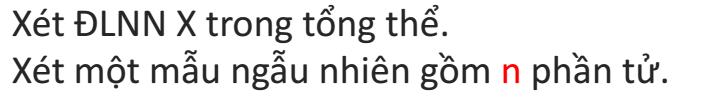 Xét ĐLNN X trong tổng thể.
Xét một mẫu ngẫu nhiên gồm n phần tử.